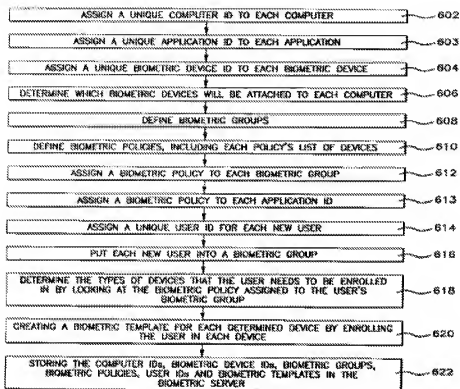 ASSIGN A UNIQUE COMPUTER ID TO EACH COMPUTER
602
ASSIGN A UNIQUE APPLICATION ID TO EACH APPLICATION
603
ASSIGN A UNIQUE BIOMETRIC DEVICE ID TO EACH BIOMETRIC DEVICE
604
DETERMINE WHICH BIOMETRIC DEVICES WILL BE ATTACHED TO EACH COMPUTER
606
DEFINE BIOMETRIC GROUPS
608
DEFINE BIOMETRIC POLICIES, INCLUDING EACH POLICY'S LIST OF DEVICES
610
ASSIGN A BIOMETRIC POLICY TO EACH BIOMETRIC GROUP
612
ASSIGN A BIOMETRIC POLICY TO EACH APPLICATION ID
613
ASSIGN A UNIQUE USER ID FOR EACH NEW USER
614
PUT EACH NEW USER INTO A BIOMETRIC GROUP
616
DETERMINE THE TYPES OF DEVICES THAT THE USER NEEDS TO BE ENROLLED
IN BY LOOKING AT THE BIOMETRIC POLICY ASSIGNED TO THE USER'S
BIOMETRIC GROUP
618
CREATING A BIOMETRIC TEMPLATE FOR EACH DETERMINED DEVICE BY ENROLLING
THE USER IN EACH DEVICE
620
STORING THE COMPUTER IDs, BIOMETRIC DEVICE IDs, BIOMETRIC GROUPS,
BIOMETRIC POLICIES, USER IDs AND BIOMETRIC TEMPLATES IN THE
BIOMETRIC SERVER
622